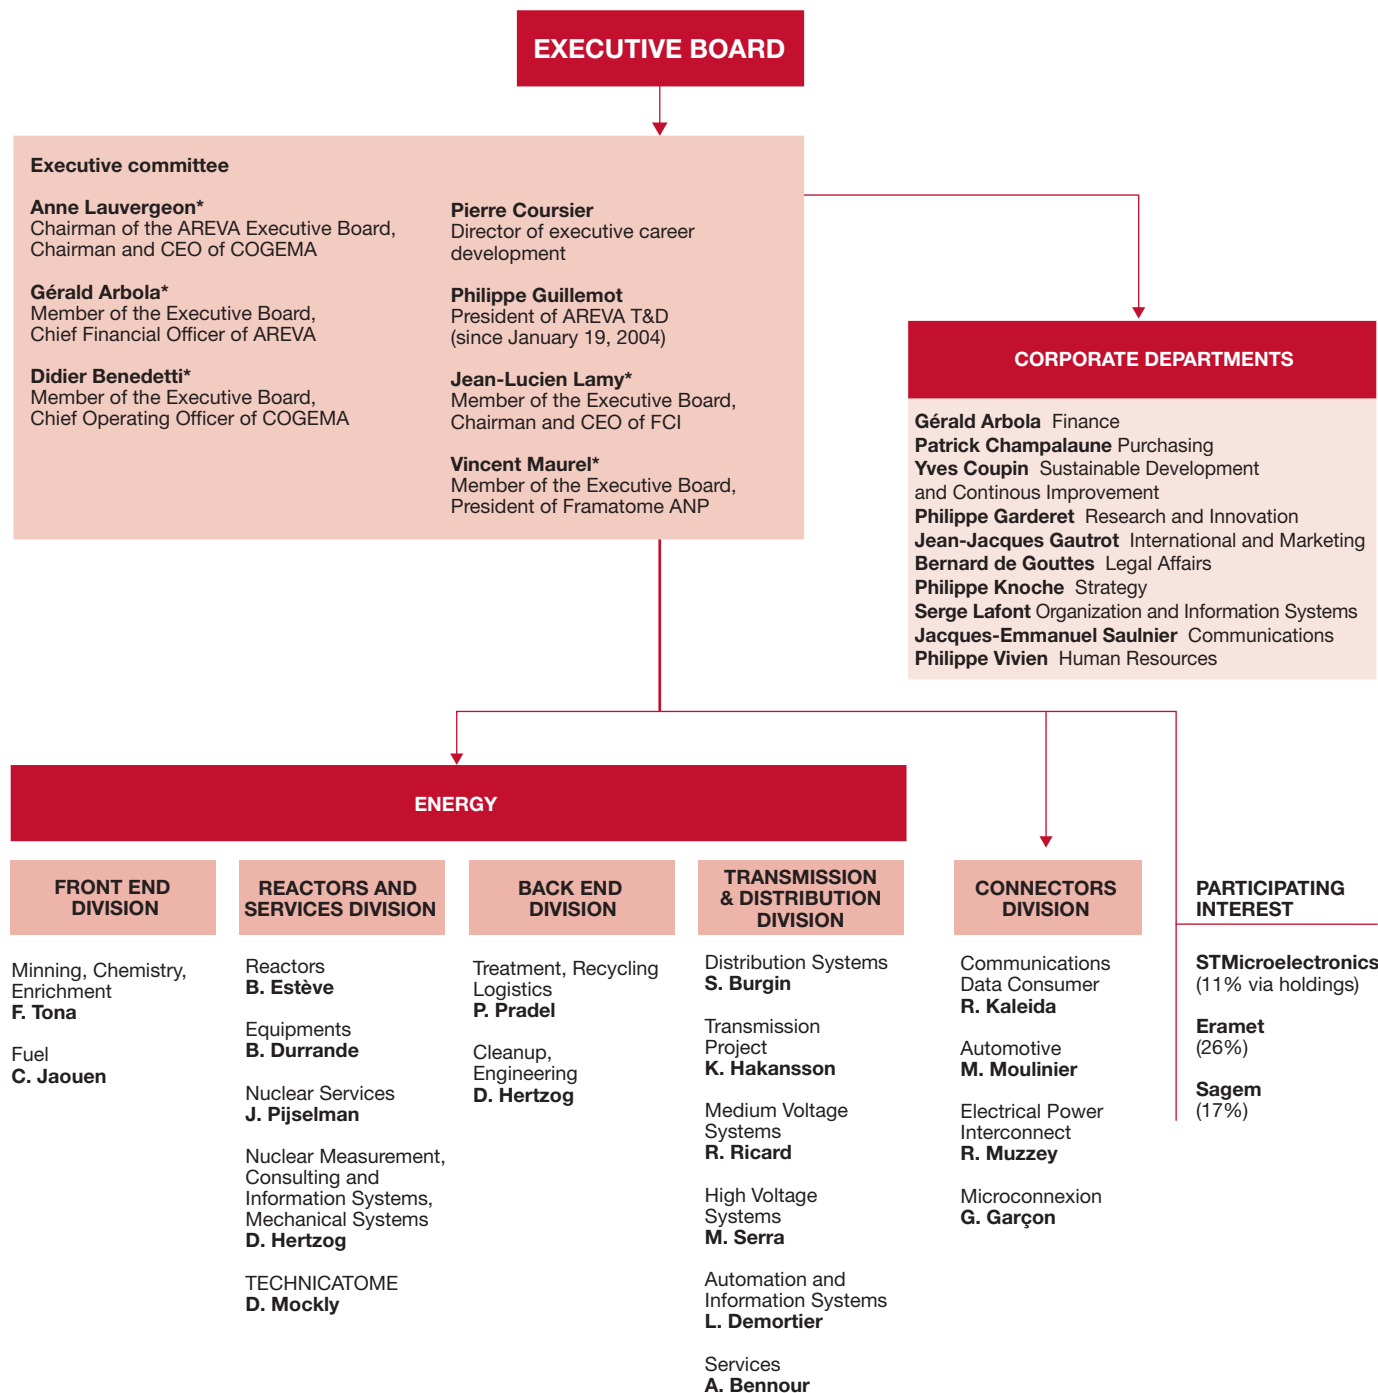 EXECUTIVE BOARD
Executive committee
Anne Lauvergeon*
Chairman of the AREVA Executive Board,
Chairman and CEO of COGEMA
Gérald Arbola*
Member of the Executive Board,
Chief Financial Officer of AREVA
Didier Benedetti*
Member of the Executive Board,
Chief Operating Officer of COGEMA
Pierre Coursier
Director of executive career
development
Philippe Guillemot
President of AREVA T&D
(since January 19, 2004)
Jean-Lucien Lamy*
Member of the Executive Board,
Chairman and CEO of FCI
Vincent Maurel*
Member of the Executive Board,
President of Framatome ANP
CORPORATE DEPARTMENTS
Gérald Arbola Finance
Patrick Champalaune Purchasing
Yves Coupin Sustainable Development
and Continous Improvement
Philippe Garderet Research and Innovation
Jean-Jacques Gautrot International and Marketing
Bernard de Gouttes Legal Affairs
Philippe Knoche Strategy
Serge Lafont Organization and Information Systems
Jacques-Emmanuel Saulnier Communications
Philippe Vivien Human Resources
ENERGY
FRONT END
DIVISION
Minning, Chemistry,
Enrichment
F. Tona
Fuel
C. Jaouen
REACTORS AND
SERVICES DIVISION
Reactors
B. Estève
Equipments
B. Durrande
Nuclear Services
J. Pijselman
Nuclear Measurement,
Consulting and
Information Systems,
Mechanical Systems
D. Hertzog
TECHNICATOME
D. Mockly
BACK END
DIVISION
Treatment, Recycling
Logistics
P. Pradel
Cleanup,
Engineering
D. Hertzog
TRANSMISSION
& DISTRIBUTION
DIVISION
Distribution Systems
S. Burgin
Transmission
Project
K. Hakansson
Medium Voltage
Systems
R. Ricard
High Voltage
Systems
M. Serra
Automation and
Information Systems
L. Demortier
Services
A. Bennour
CONNECTORS
DIVISION
Communications
Data Consumer
R. Kaleida
Automotive
M. Moulinier
Electrical Power
Interconnect
R. Muzzey
Microconnexion
G. Garçon
PARTICIPATING
INTEREST
STMicroelectronics
(11% via holdings)
Eramet
(26%)
Sagem
(17%)